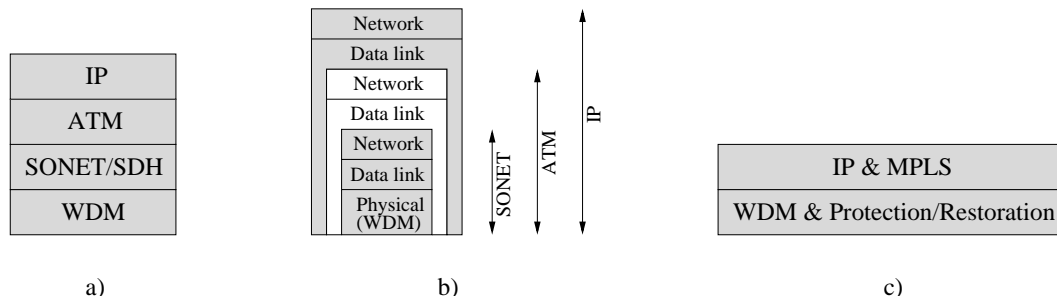 IP
ATM
SONET/SDH
WDM
a)
Network
Data link
Network
Data link
Network
Data link
Physical
(WDM)
SONET
ATM
IP
b)
IP & MPLS
WDM & Protection/Restoration
c)